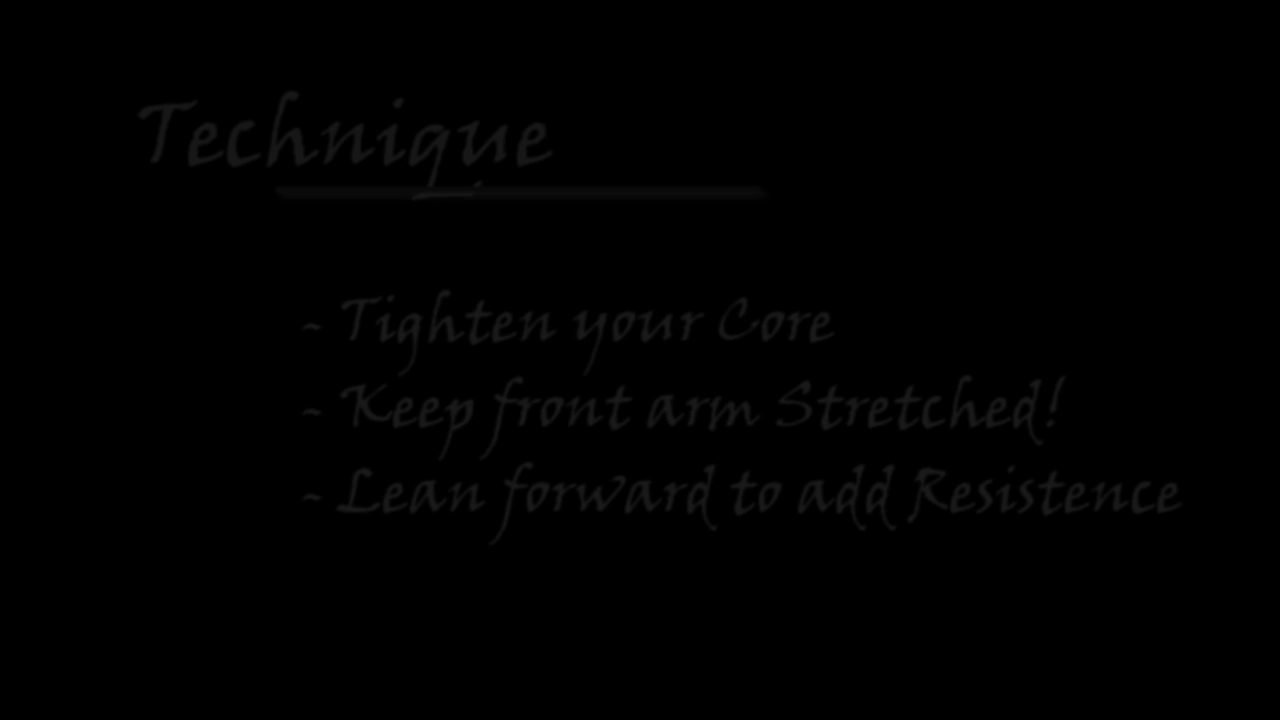 Technique
- Tighten your Core
- Keep front arm Stretched!
- Lean forward to add Resistence